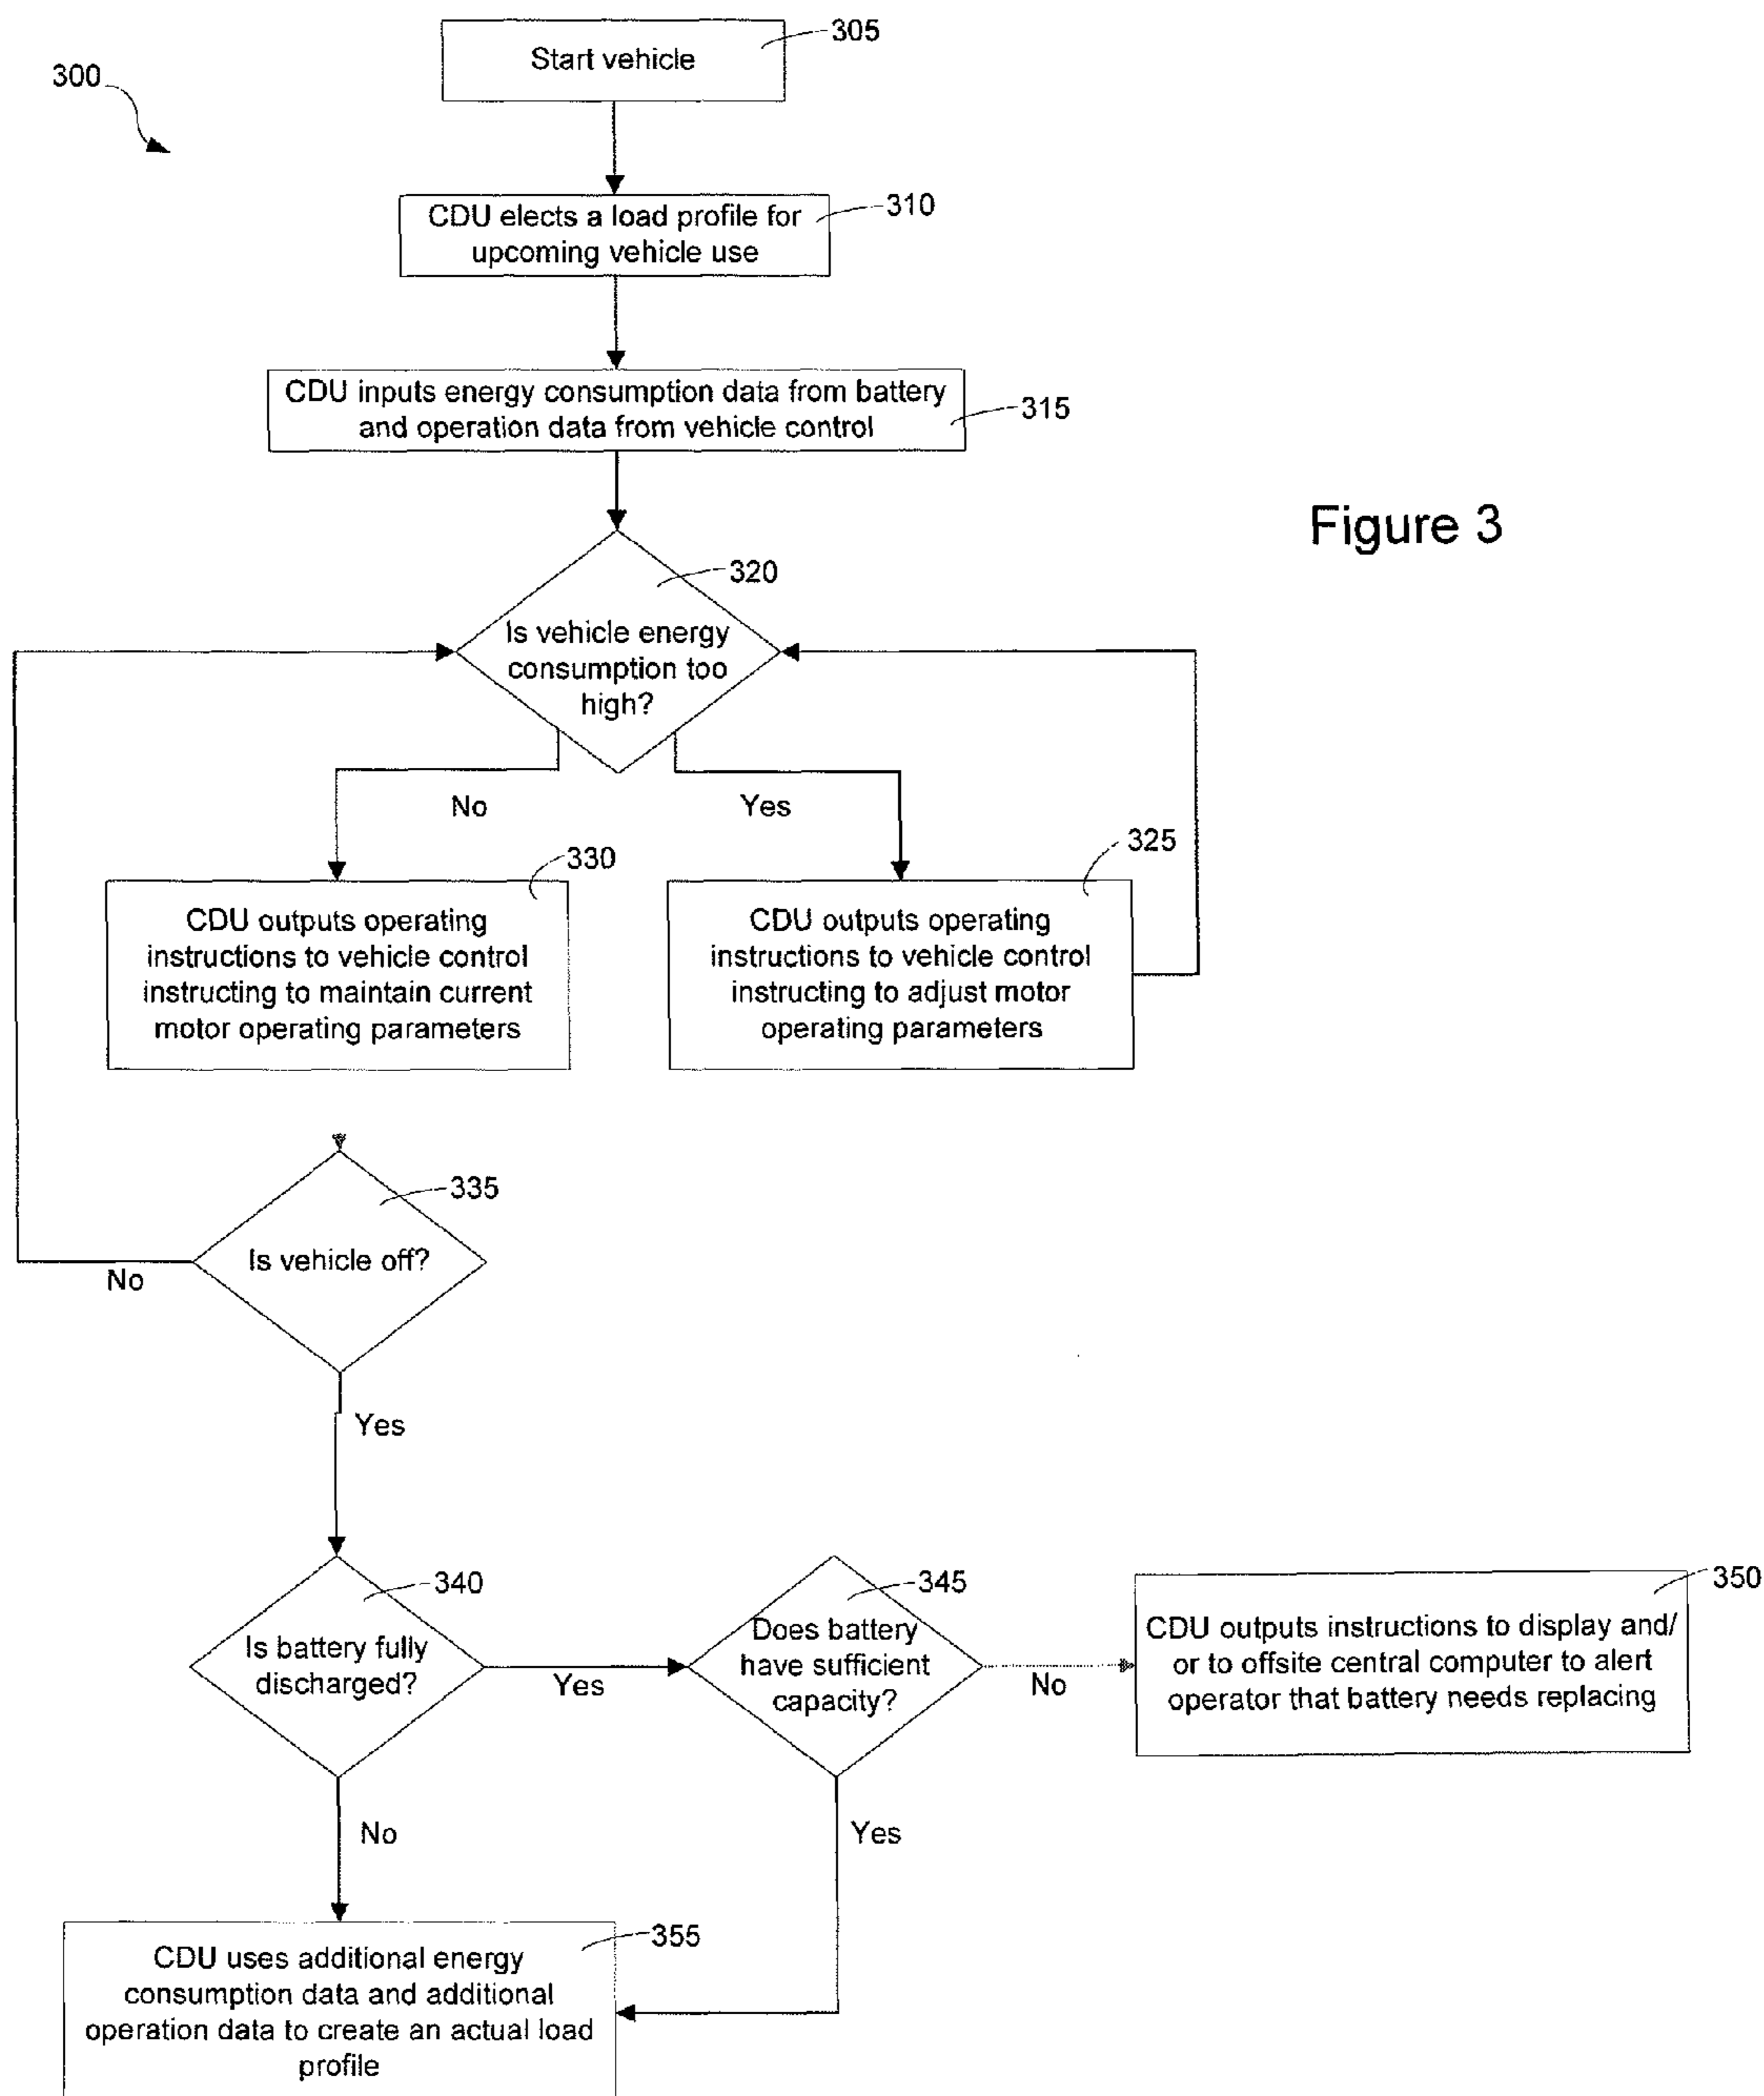 Start vehicle
305
300
CDU elects a load profile for
upcoming vehicle use
310
CDU inputs energy consumption data from battery
and operation data from vehicle control
315
Figure 3
320
Is vehicle energy
consumption too
high?
No
Yes
330
325
CDU outputs operating
instructions to vehicle control
instructing to maintain current
motor operating parameters
CDU outputs operating
instructions to vehicle control
instructing to adjust motor
operating parameters
335
Is vehicle off?
No
Yes
340
Is battery fully
discharged?
Yes
345
Does battery
have sufficient
capacity?
No
350
CDU outputs instructions to display and/
or to offsite central computer to alert
operator that battery needs replacing
No
Yes
355
CDU uses additional energy
consumption data and additional
operation data to create an actual load
profile